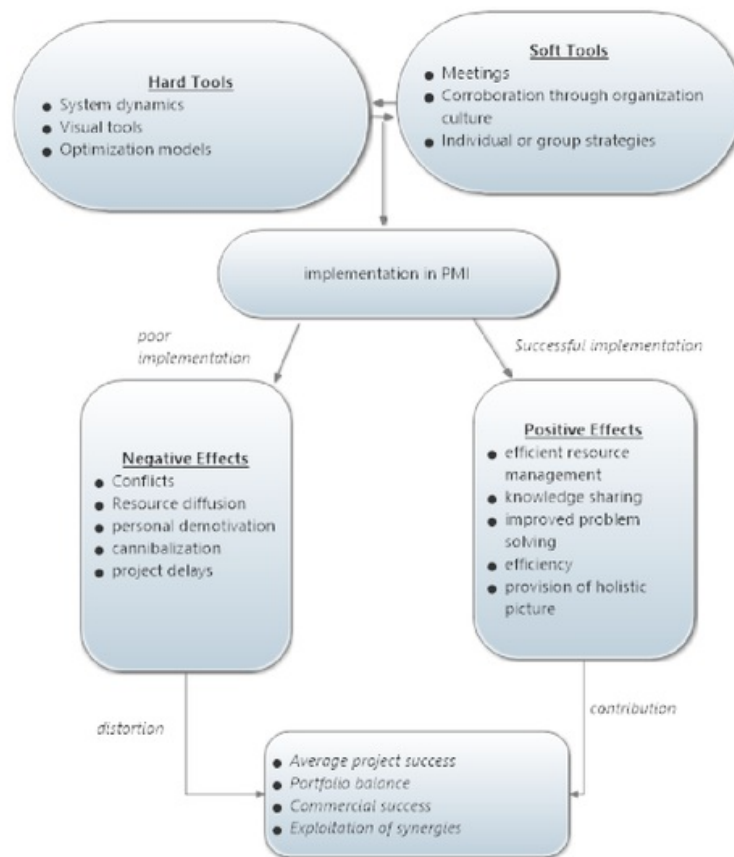 Hard Tools
● System dynamics
● Visual tools
● Optimization models
Soft Tools
● Meetings
● Corroboration through organization
culture
● Individual or group strategies
implementation in PMI
poor
implementation
Successful implementation
Negative Effects
● Conflicts
● Resource diffusion
● personal demotivation
● cannibalization
● project delays
Positive Effects
● efficient resource
management
● knowledge sharing
● improved problem
solving
● efficiency
● provision of holistic
picture
distortion
contribution
● Average project success
● Portfolio balance
● Commercial success
● Exploitation of synergies